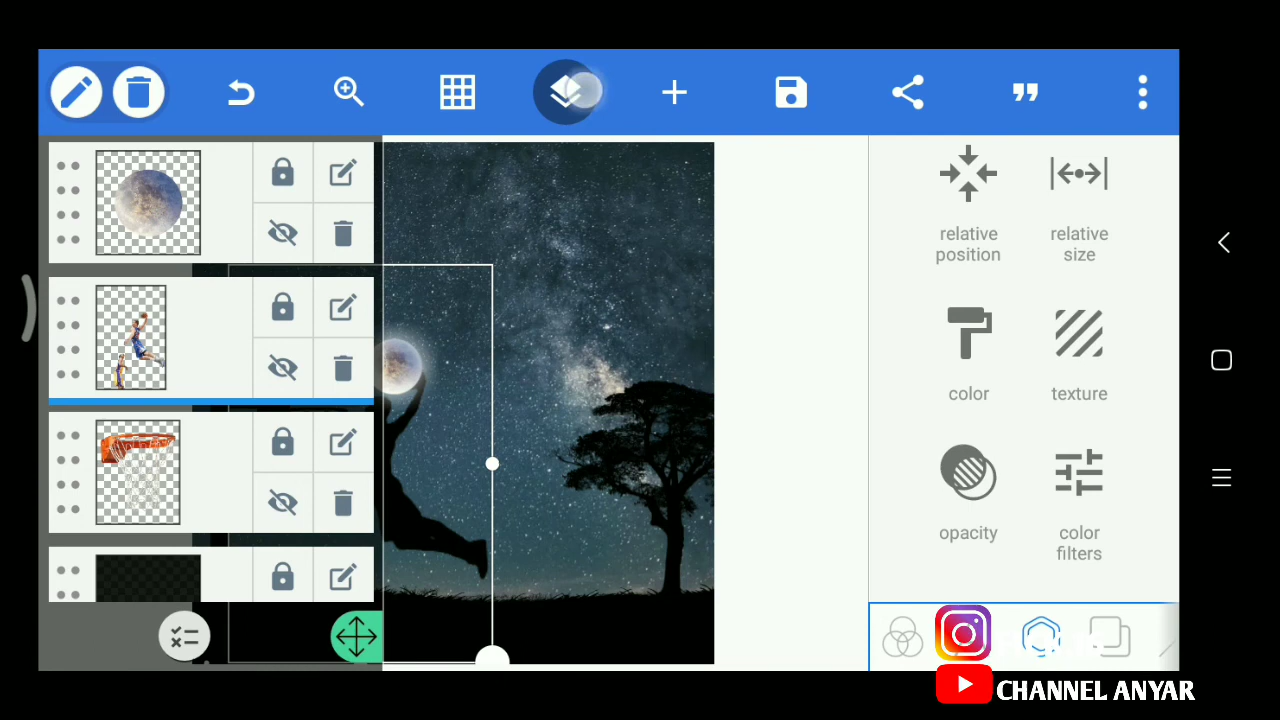 relative
position
relative
size
color
texture
opacity
color
filters
CHANNEL ANYAR